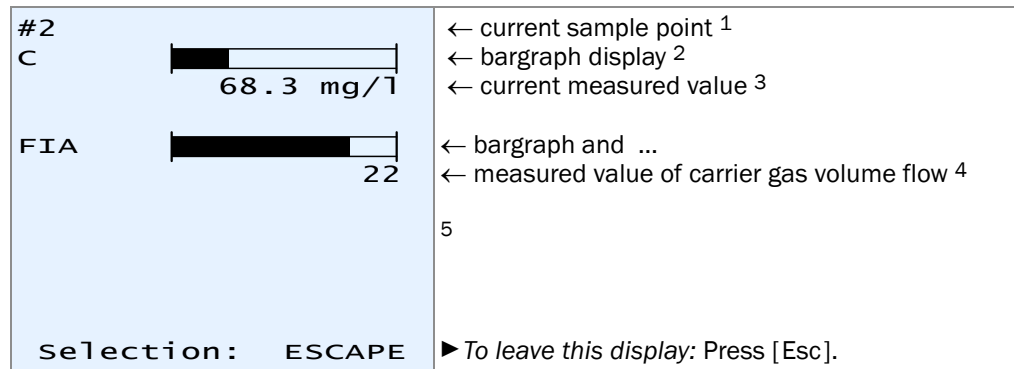 #2 ← current sample point 1
C ← bargraph display 2
68.3 mg/l ← current measured value 3
FIA ← bargraph and ...
22 ← measured value of carrier gas volume flow 4
5
Selection: ESCAPE ►To leave this display: Press [Esc].